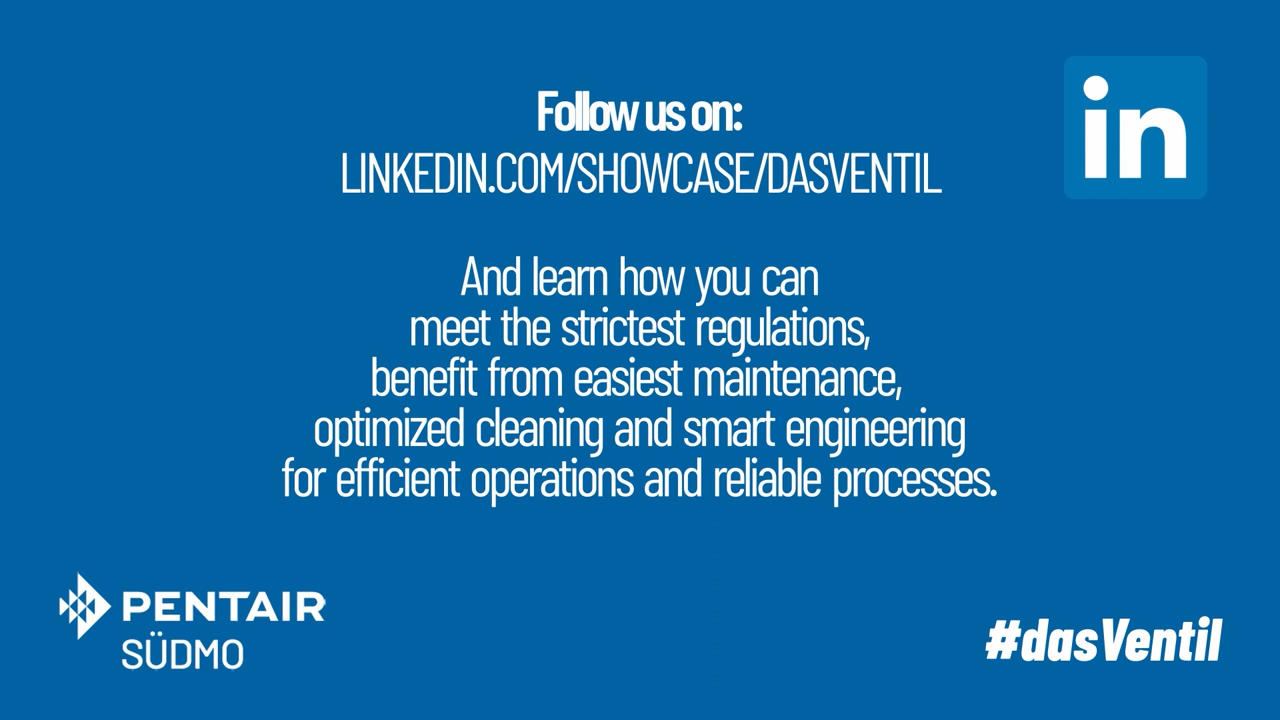 Follow us on:
LINKEDIN.COM/SHOWCASE/DASVENTIL
in
And learn how you can
meet the strictest regulations,
benefit from easiest maintenance,
optimized cleaning and smart engineering
for efficient operations and reliable processes.
PENTAIR
SÜDMO
#dasVentil